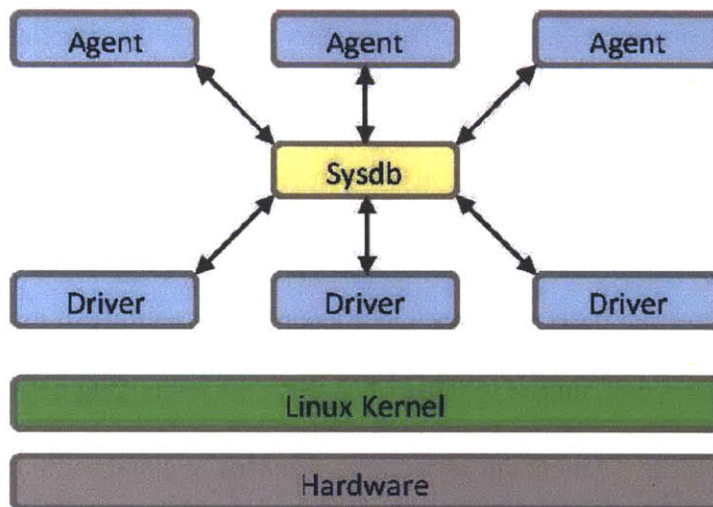 Agent Agent Agent
Sysdb
Driver Driver Driver
Linux Kernel
Hardware